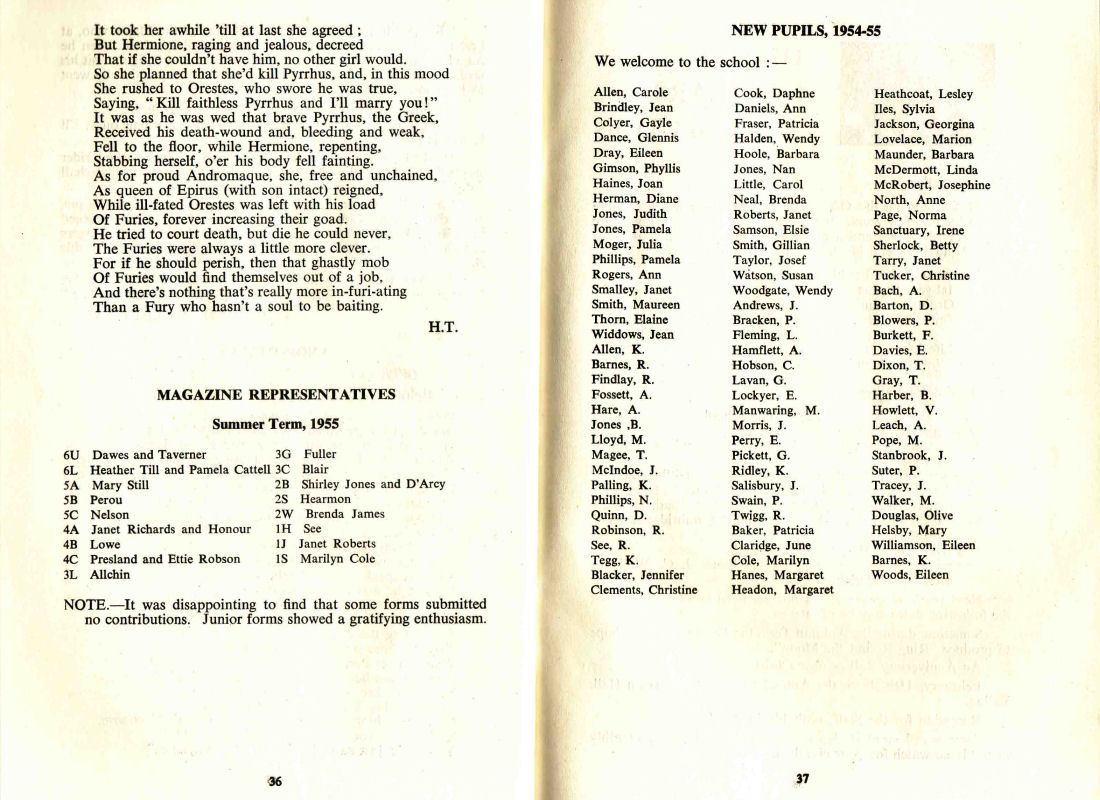 It took her awhile 'till at last she agreed ;
But Hermione, raging and jealous, decreed
That if she couldn't have him, no other girl would.
So she planned that she'd kill Pyrrhus, and, in this mood
She rushed to Orestes, who swore he was true,
Saying, "Kill faithless Pyrrhus and I'll marry you!"
It was as he was wed that brave Pyrrhus, the Greek,
Received his death-wound and, bleeding and weak,
Fell to the floor, while Hermione, repenting,
Stabbing herself, o'er his body fell fainting.
As for proud Andromaque, she, free and unchained,
As queen of Epirus (with son intact) reigned,
While ill-fated Orestes was left with his load
Of Furies, forever increasing their goad.
He tried to court death, but die he could never,
The Furies were always a little more clever.
For if he should perish, then that ghastly mob
Of Furies would find themselves out of a job,
And there's nothing that's really more in-furi-ating
Than a Fury who hasn't a soul to be baiting.
H.T.
MAGAZINE REPRESENTATIVES
Summer Term, 1955
6U Dawes and Taverner
6L Heather Till and Pamela Cattell
5A Mary Still
5B Perou
5C Nelson
4A Janet Richards and Honour
4B Lowe
4C Presland and Ettie Robson
3L Allchin
3G Fuller
3C Blair
2B Shirley Jones and D'Arcy
2S Hearmon
2W Brenda James
1H See
1J Janet Roberts
1S Marilyn Cole
NOTE.—It was disappointing to find that some forms submitted
no contributions. Junior forms showed a gratifying enthusiasm.
36
NEW PUPILS, 1954-55
We welcome to the school :—
Allen, Carole
Brindley, Jean
Colyer, Gayle
Dance, Glennis
Dray, Eileen
Gimson, Phyllis
Haines, Joan
Herman, Diane
Jones, Judith
Jones, Pamela
Moger, Julia
Phillips, Pamela
Rogers, Ann
Smalley, Janet
Smith, Maureen
Thorn, Elaine
Widdows, Jean
Allen, K.
Barnes, R.
Findlay, R.
Fossett, A.
Hare, A.
Jones ,B.
Lloyd, M.
Magee, T.
McIndoe, J.
Palling, K.
Phillips, N.
Quinn, D.
Robinson, R.
See, R.
Tegg, K.
Blacker, Jennifer
Clements, Christine
Cook, Daphne
Daniels, Ann
Fraser, Patricia
Halden, Wendy
Hoole, Barbara
Jones, Nan
Little, Carol
Neal, Brenda
Roberts, Janet
Samson, Elsie
Smith, Gillian
Taylor, Josef
Watson, Susan
Woodgate, Wendy
Andrews, J.
Bracken, P.
Fleming, L.
Hamflett, A.
Hobson, C.
Lavan, G.
Lockyer, E.
Manwaring, M.
Morris, J.
Perry, E.
Pickett, G.
Ridley, K.
Salisbury, J.
Swain, P.
Twigg, R.
Baker, Patricia
Claridge, June
Cole, Marilyn
Hanes, Margaret
Headon, Margaret
Heathcoat, Lesley
Iles, Sylvia
Jackson, Georgina
Lovelace, Marion
Maunder, Barbara
McDermott, Linda
McRobert, Josephine
North, Anne
Page, Norma
Sanctuary, Irene
Sherlock, Betty
Tarry, Janet
Tucker, Christine
Bach, A.
Barton, D.
Blowers, P.
Burkett, F.
Davies, E.
Dixon, T.
Gray, T.
Harber, B.
Howlett, V.
Leach, A.
Pope, M.
Stanbrook, J.
Suter, P.
Tracey, J.
Walker, M.
Douglas, Olive
Helsby, Mary
Williamson, Eileen
Barnes, K.
Woods, Eileen
37